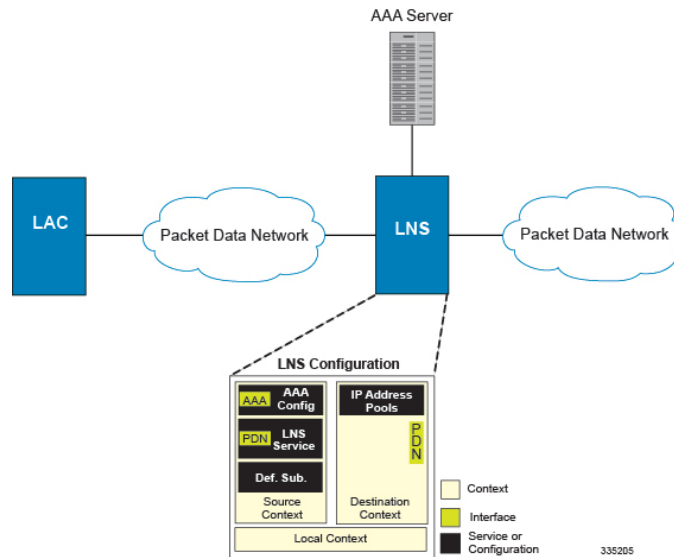 AAA Server
LAC
Packet Data Network
LNS
Packet Data Network
LNS Configuration
AAA
AAA
Config
IP Address
Pools
PDN
LNS
Service
PDN
Def. Sub.
Source
Context
Destination
Context
Local Context
Context
Interface
Service or
Configuration
335205